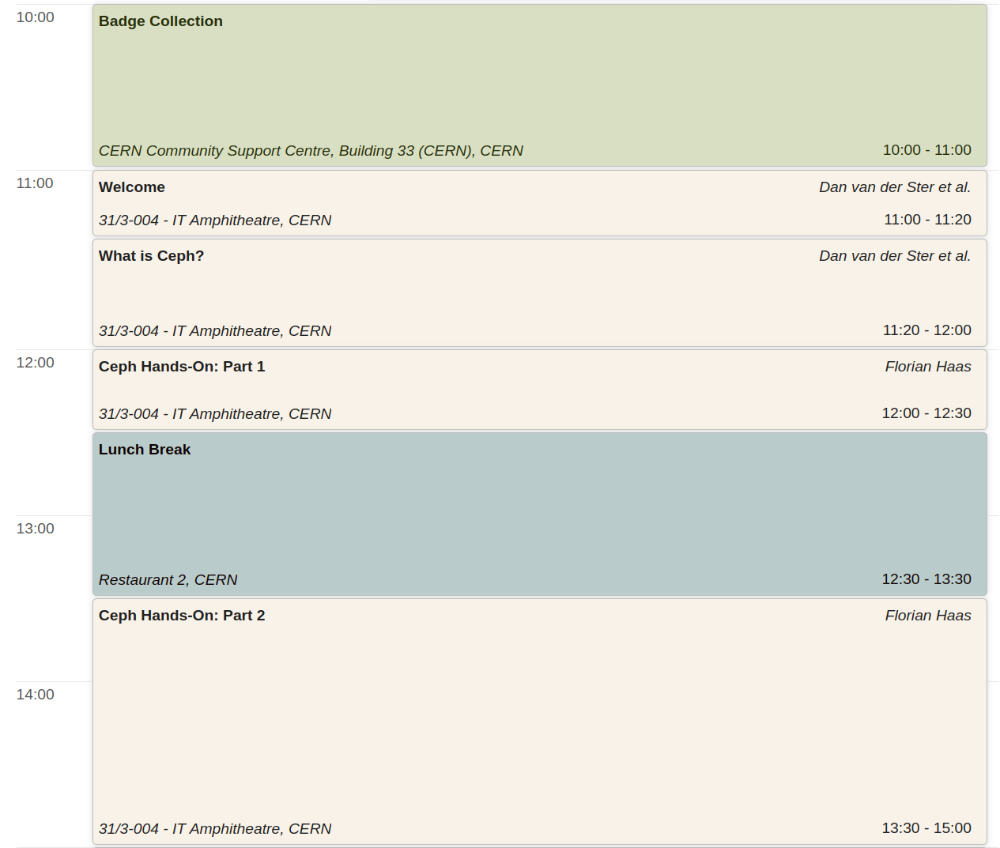 10:00
Badge Collection
CERN Community Support Centre, Building 33 (CERN), CERN 10:00 - 11:00
11:00
Welcome Dan van der Ster et al.
31/3-004 - IT Amphitheatre, CERN 11:00 - 11:20
What is Ceph? Dan van der Ster et al.
31/3-004 - IT Amphitheatre, CERN 11:20 - 12:00
12:00
Ceph Hands-On: Part 1 Florian Haas
31/3-004 - IT Amphitheatre, CERN 12:00 - 12:30
Lunch Break
13:00
Restaurant 2, CERN 12:30 - 13:30
Ceph Hands-On: Part 2 Florian Haas
14:00
31/3-004 - IT Amphitheatre, CERN 13:30 - 15:00